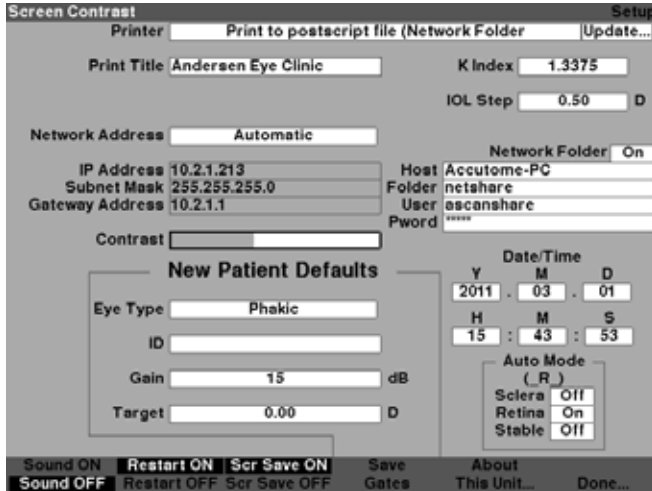 Screen Contrast Setup
Printer Print to postscript file (Network Folder Update...
Print Title Andersen Eye Clinic K Index 1.3375
IOL Step 0.50 D
Network Address Automatic
Network Folder On
IP Address 10.2.1.213 Host Accutome-PC
Subnet Mask 255.255.255.0 Folder netshare
Gateway Address 10.2.1.1 User ascanshare
Pword *****
Contrast
New Patient Defaults
Date/Time
Y M D
2011 . 03 . 01
Eye Type Phakic
H M S
15 : 43 : 53
ID
Auto Mode
(_R_)
Gain 15 dB
Sclera Off
Retina On
Target 0.00 D
Stable Off
Sound ON Restart ON Scr Save ON Save About
Sound OFF Restart OFF Scr Save OFF Gates This Unit... Done...